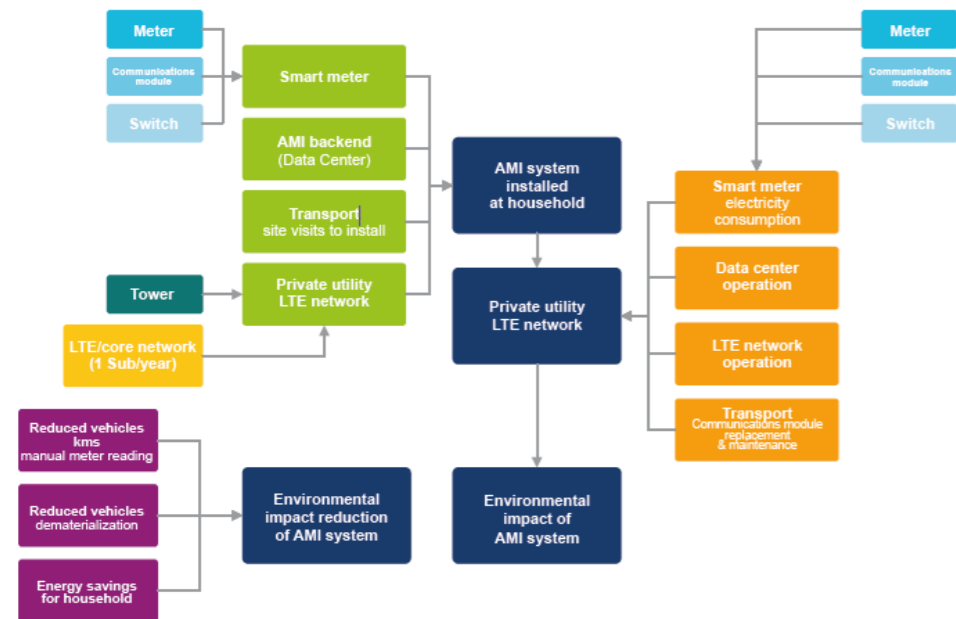 Meter
Communications
module
Switch
Smart meter
AMI backend
(Data Center)
Transport
site visits to install
Tower
Private utility
LTE network
LTE/core network
(1 Sub/year)
AMI system
installed
at household
Private utility
LTE network
Meter
Communications
module
Switch
Smart meter
electricity
consumption
Data center
operation
LTE network
operation
Transport
Communications module
replacement
& maintenance
Reduced vehicles
kms
manual meter reading
Reduced vehicles
dematerialization
Energy savings
for household
Environmental
impact reduction
of AMI system
Environmental
impact of
AMI system